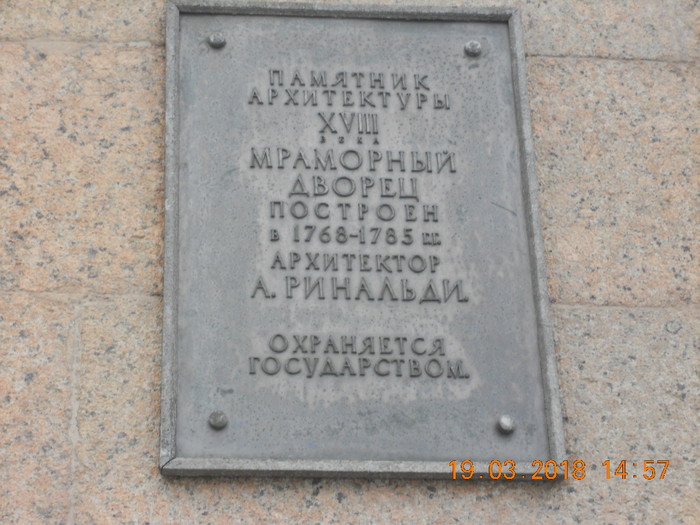 ПАМЯТНИК
АРХИТЕКТУРЫ
XVIII
ВЕКА
МРАМОРНЫЙ
ДВОРЕЦ
ПОСТРОЕН
в 1768-1785 гг.
АРХИТЕКТОР
А. РИНАЛЬДИ.
ОХРАНЯЕТСЯ
ГОСУДАРСТВОМ.
19.03.2018 14:57